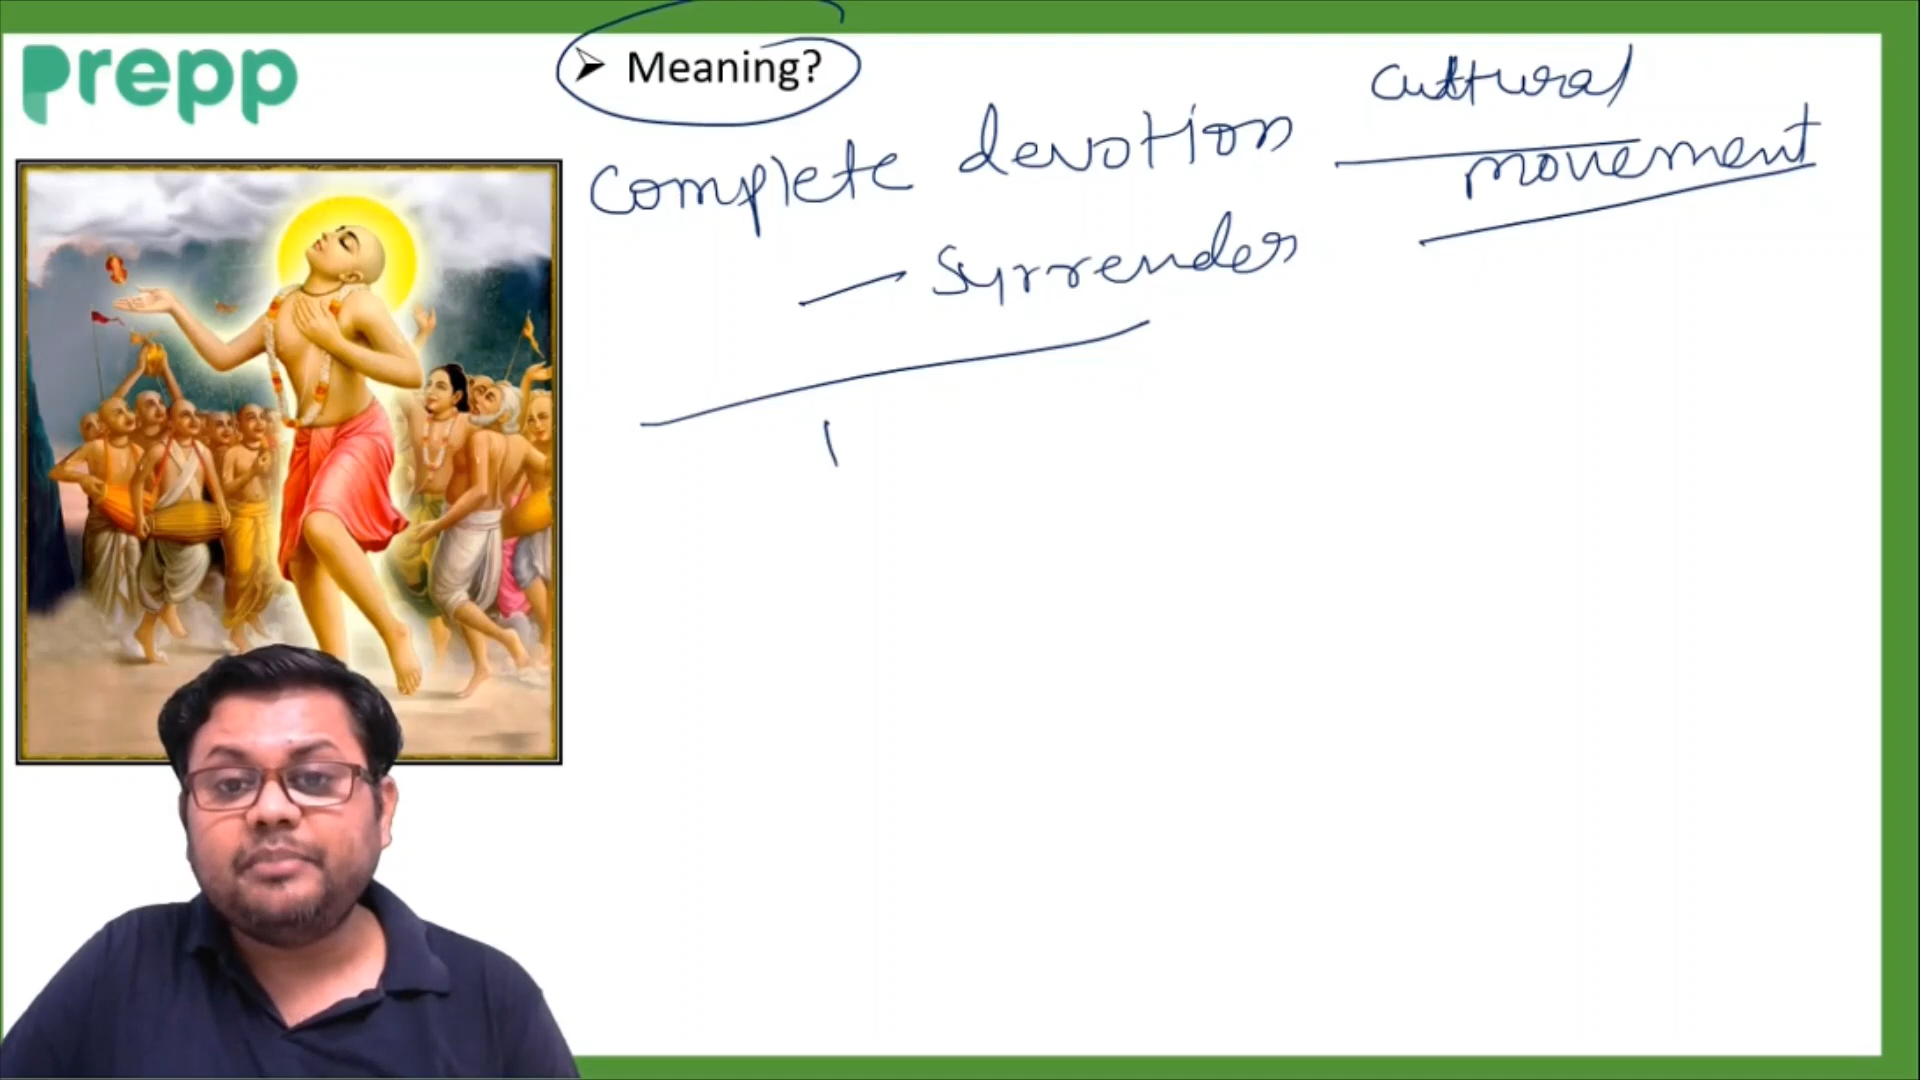 prepp
➢ Meaning?
cultural
movement
complete devotion
— Surrender